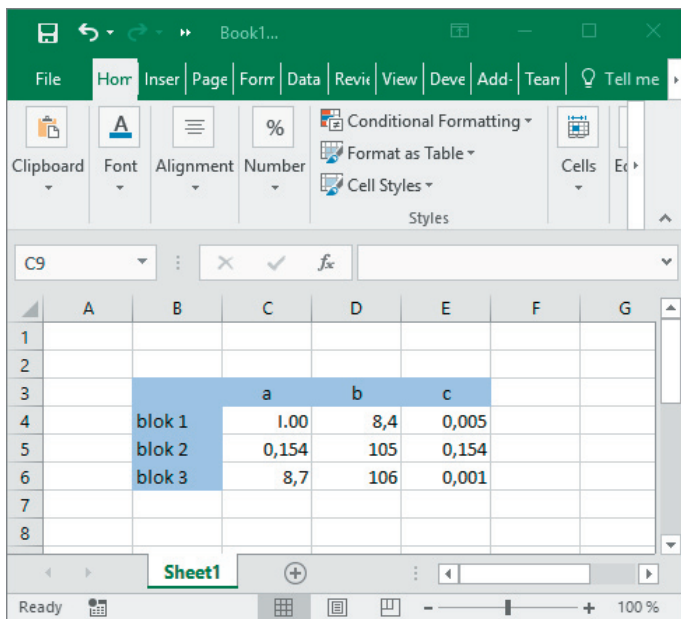 Book1...
File Hom Inser Page Form Data Revie View Deve Add- Team Tell me
Clipboard Font Alignment Number Conditional Formatting Format as Table Cell Styles Cells
Styles
C9 fx
A B C D E F G
1
2
3 a b c
4 blok 1 I.00 8,4 0,005
5 blok 2 0,154 105 0,154
6 blok 3 8,7 106 0,001
7
8
Sheet1
Ready 100 %